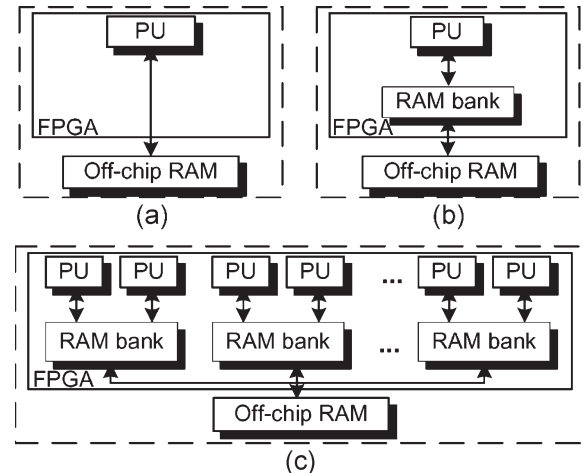 PU
FPGA
Off-chip RAM
(a)
PU
RAM bank
FPGA
Off-chip RAM
(b)
PU PU PU PU ... PU PU
RAM bank RAM bank ... RAM bank
FPGA
Off-chip RAM
(c)